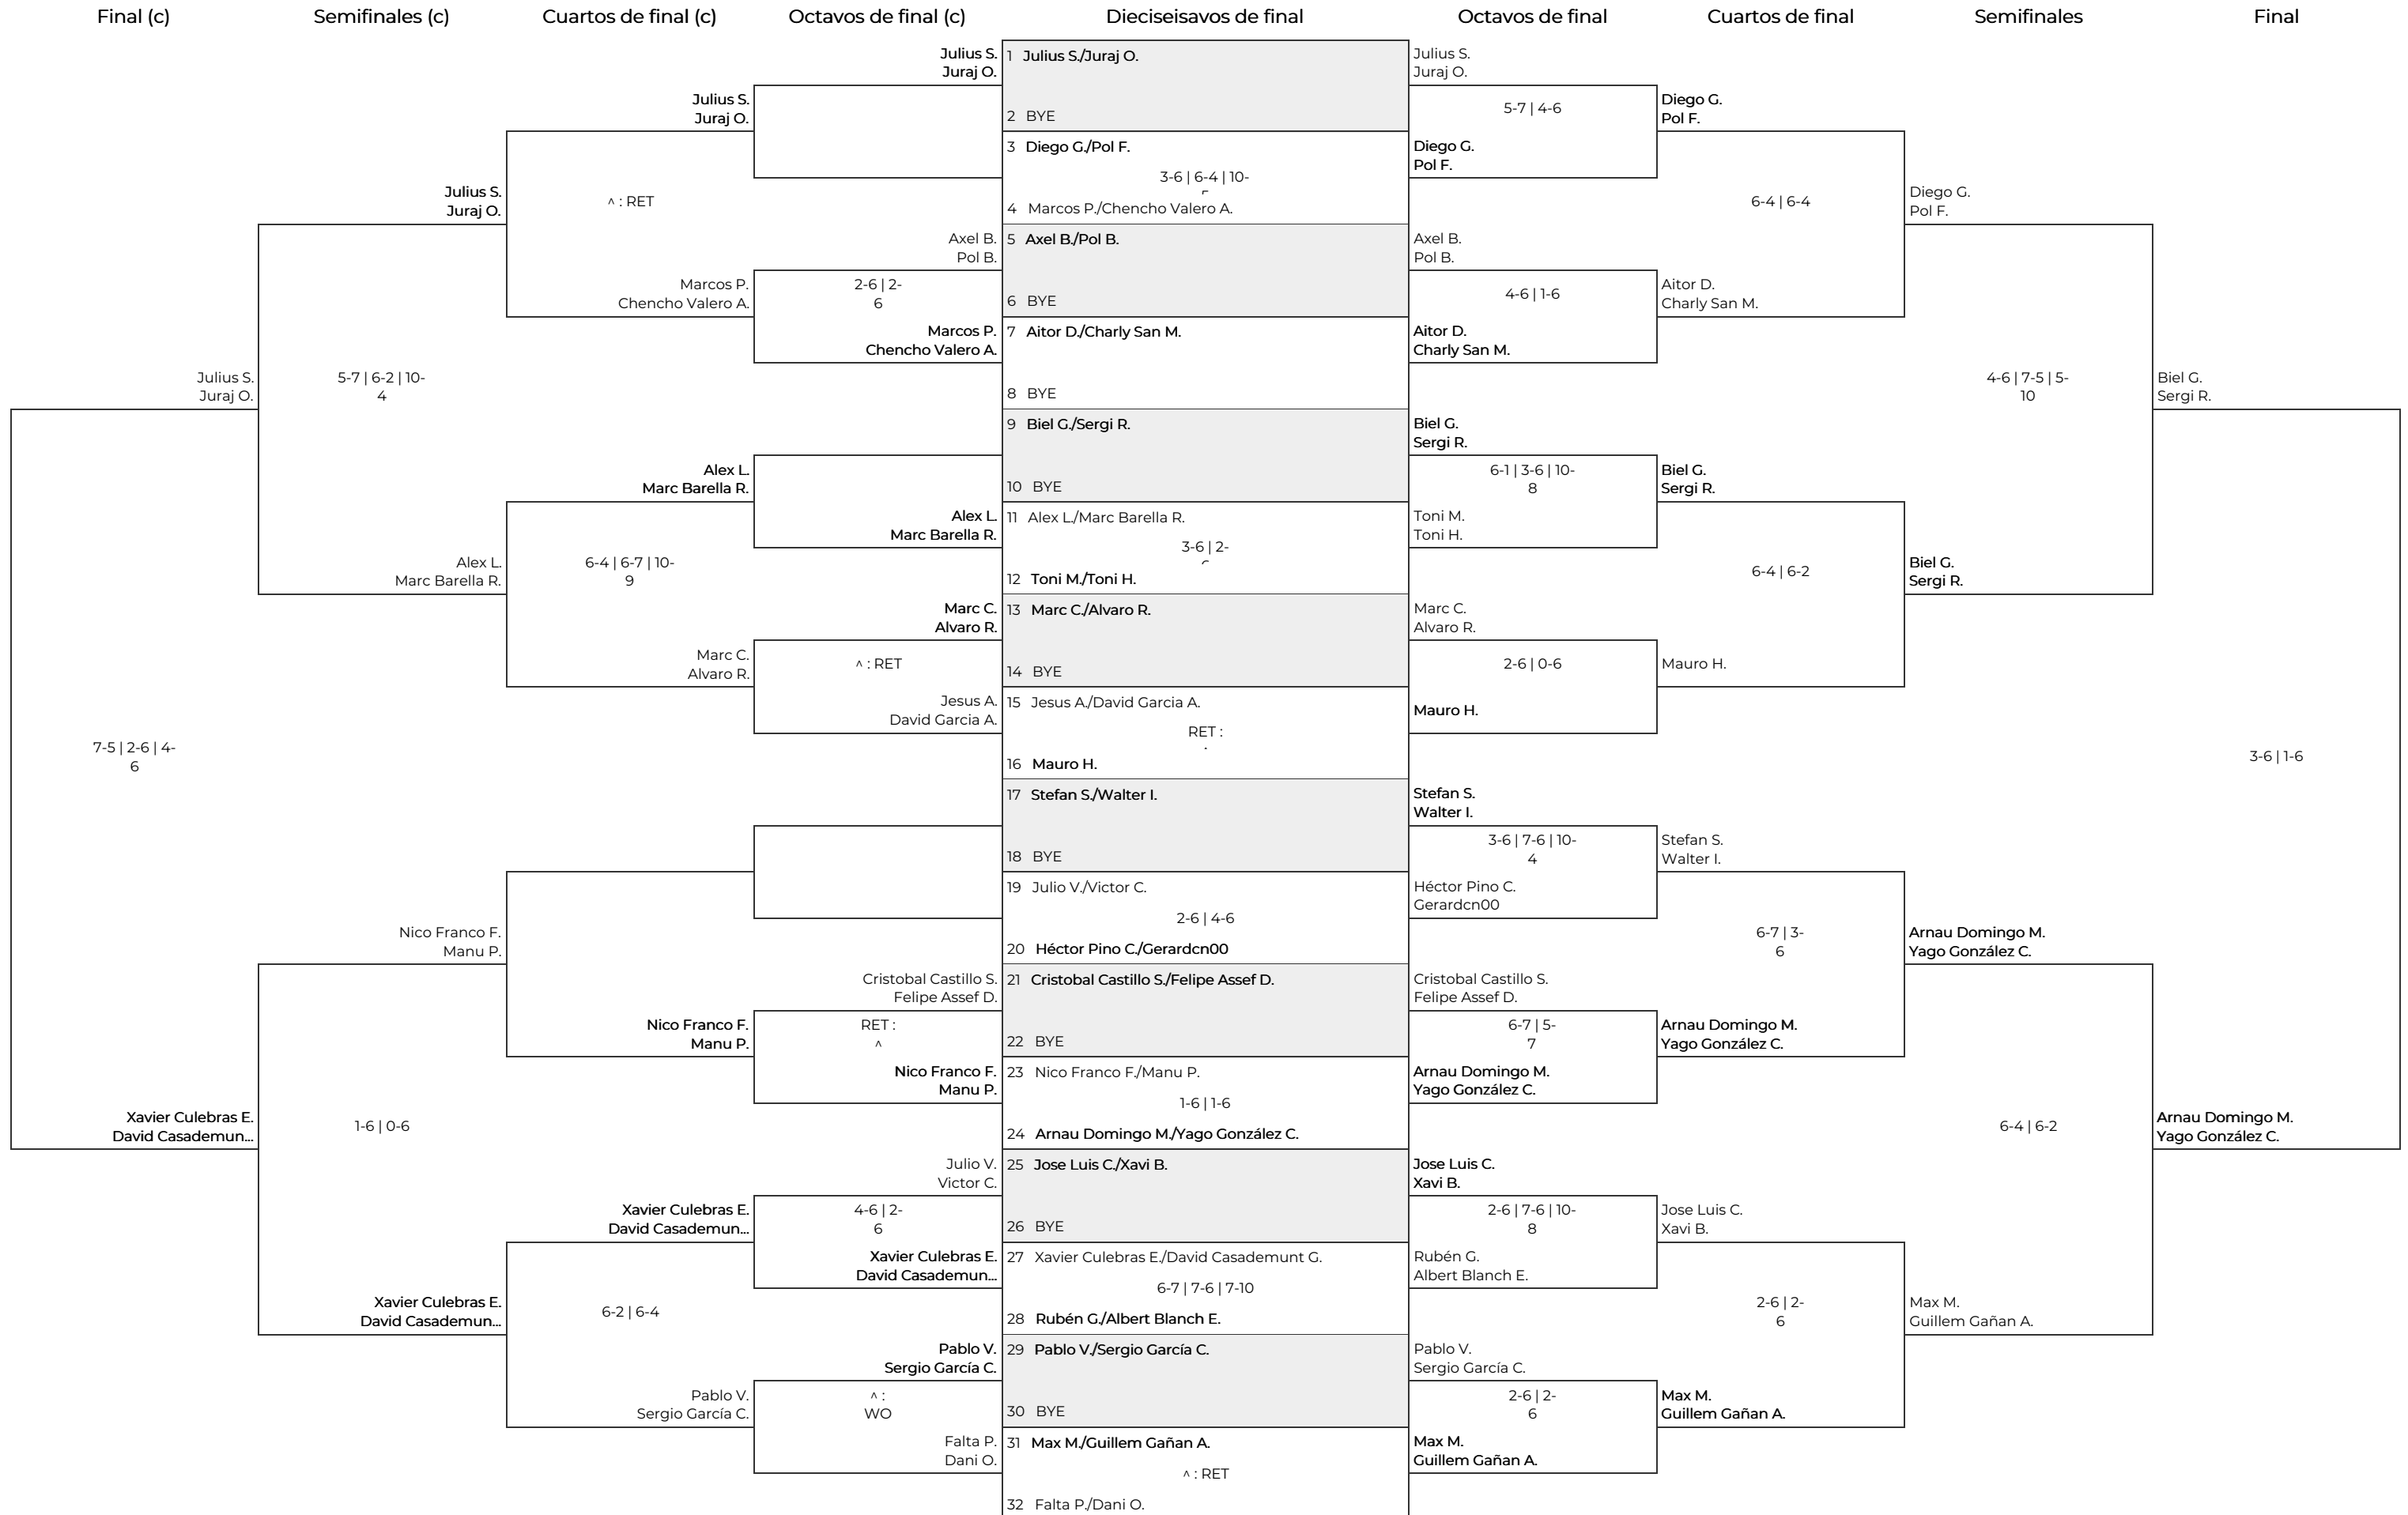 Final (c)
Semifinales (c)
Cuartos de final (c)
Octavos de final (c)
Dieciseisavos de final
Octavos de final
Cuartos de final
Semifinales
Final
Julius S.
Juraj O.
7-5 | 2-6 | 4-
6
Xavier Culebras E.
David Casademun...
Julius S.
Juraj O.
5-7 | 6-2 | 10-
4
Alex L.
Marc Barella R.
Nico Franco F.
Manu P.
1-6 | 0-6
Xavier Culebras E.
David Casademun...
Julius S.
Juraj O.
^ : RET
Marcos P.
Chencho Valero A.
Alex L.
Marc Barella R.
6-4 | 6-7 | 10-
9
Marc C.
Alvaro R.
Nico Franco F.
Manu P.
Xavier Culebras E.
David Casademun...
6-2 | 6-4
Pablo V.
Sergio García C.
Julius S.
Juraj O.
Axel B.
Pol B.
2-6 | 2-
6
Marcos P.
Chencho Valero A.
Alex L.
Marc Barella R.
Marc C.
Alvaro R.
^ : RET
Jesus A.
David Garcia A.
Cristobal Castillo S.
Felipe Assef D.
RET :
^
Nico Franco F.
Manu P.
Julio V.
Victor C.
4-6 | 2-
6
Xavier Culebras E.
David Casademun...
Pablo V.
Sergio García C.
^ :
WO
Falta P.
Dani O.
1 Julius S./Juraj O.
2 BYE
3 Diego G./Pol F.
3-6 | 6-4 | 10-
4 Marcos P./Chencho Valero A.
5 Axel B./Pol B.
6 BYE
7 Aitor D./Charly San M.
8 BYE
9 Biel G./Sergi R.
10 BYE
11 Alex L./Marc Barella R.
3-6 | 2-
12 Toni M./Toni H.
13 Marc C./Alvaro R.
14 BYE
15 Jesus A./David Garcia A.
RET :
16 Mauro H.
17 Stefan S./Walter I.
18 BYE
19 Julio V./Victor C.
2-6 | 4-6
20 Héctor Pino C./Gerardcn00
21 Cristobal Castillo S./Felipe Assef D.
22 BYE
23 Nico Franco F./Manu P.
1-6 | 1-6
24 Arnau Domingo M./Yago González C.
25 Jose Luis C./Xavi B.
26 BYE
27 Xavier Culebras E./David Casademunt G.
6-7 | 7-6 | 7-10
28 Rubén G./Albert Blanch E.
29 Pablo V./Sergio García C.
30 BYE
31 Max M./Guillem Gañan A.
^ : RET
32 Falta P./Dani O.
Julius S.
Juraj O.
5-7 | 4-6
Diego G.
Pol F.
Axel B.
Pol B.
4-6 | 1-6
Aitor D.
Charly San M.
Biel G.
Sergi R.
6-1 | 3-6 | 10-
8
Toni M.
Toni H.
Marc C.
Alvaro R.
2-6 | 0-6
Mauro H.
Stefan S.
Walter I.
3-6 | 7-6 | 10-
4
Héctor Pino C.
Gerardcn00
Cristobal Castillo S.
Felipe Assef D.
6-7 | 5-
7
Arnau Domingo M.
Yago González C.
Jose Luis C.
Xavi B.
2-6 | 7-6 | 10-
8
Rubén G.
Albert Blanch E.
Pablo V.
Sergio García C.
2-6 | 2-
6
Max M.
Guillem Gañan A.
Diego G.
Pol F.
6-4 | 6-4
Aitor D.
Charly San M.
Biel G.
Sergi R.
6-4 | 6-2
Mauro H.
Stefan S.
Walter I.
6-7 | 3-
6
Arnau Domingo M.
Yago González C.
Jose Luis C.
Xavi B.
2-6 | 2-
6
Max M.
Guillem Gañan A.
Diego G.
Pol F.
4-6 | 7-5 | 5-
10
Biel G.
Sergi R.
Arnau Domingo M.
Yago González C.
6-4 | 6-2
Max M.
Guillem Gañan A.
Biel G.
Sergi R.
3-6 | 1-6
Arnau Domingo M.
Yago González C.